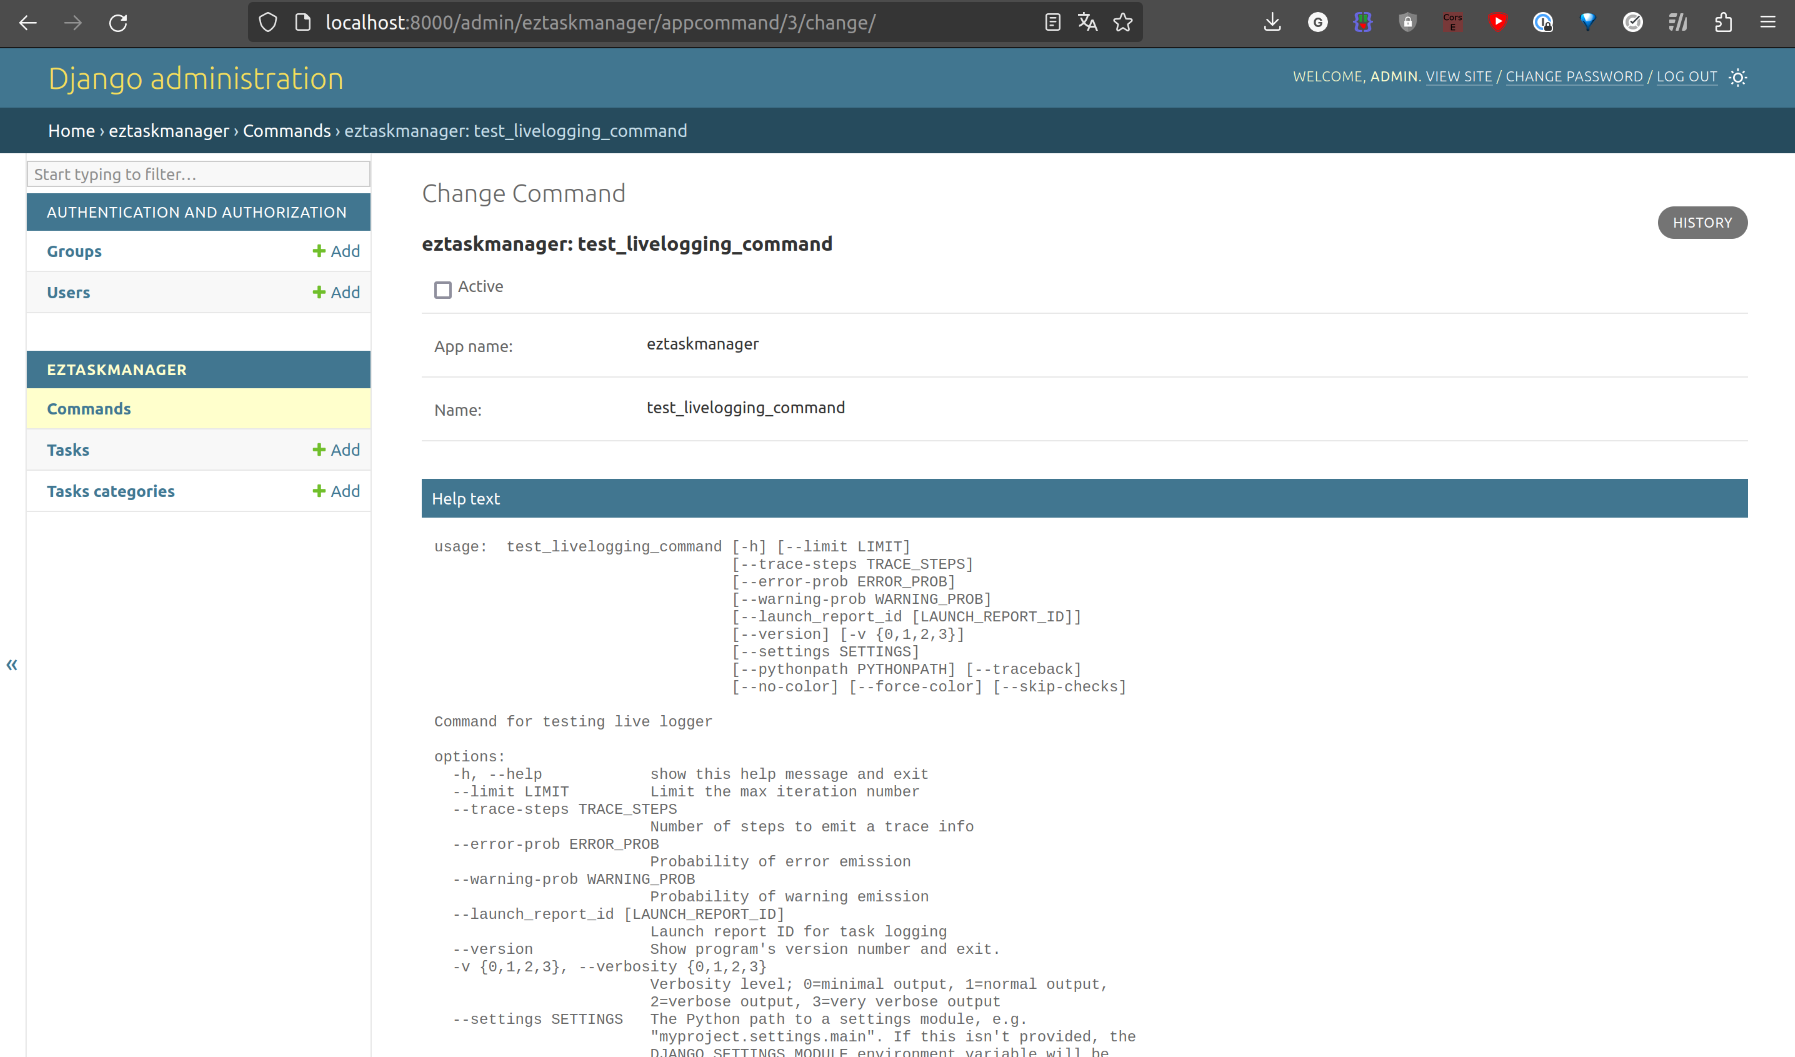 localhost:8000/admin/eztaskmanager/appcommand/3/change/
G
Cors
E
Django administration
WELCOME, ADMIN. VIEW SITE / CHANGE PASSWORD / LOG OUT
Home › eztaskmanager › Commands › eztaskmanager: test_livelogging_command
Start typing to filter...
AUTHENTICATION AND AUTHORIZATION
Groups + Add
Users + Add
EZTASKMANAGER
Commands
Tasks + Add
Tasks categories + Add
«
Change Command
HISTORY
eztaskmanager: test_livelogging_command
Active
App name: eztaskmanager
Name: test_livelogging_command
Help text
usage:  test_livelogging_command [-h] [--limit LIMIT]
[--trace-steps TRACE_STEPS]
[--error-prob ERROR_PROB]
[--warning-prob WARNING_PROB]
[--launch_report_id [LAUNCH_REPORT_ID]]
[--version] [-v {0,1,2,3}]
[--settings SETTINGS]
[--pythonpath PYTHONPATH] [--traceback]
[--no-color] [--force-color] [--skip-checks]
Command for testing live logger
options:
-h, --help            show this help message and exit
--limit LIMIT         Limit the max iteration number
--trace-steps TRACE_STEPS
Number of steps to emit a trace info
--error-prob ERROR_PROB
Probability of error emission
--warning-prob WARNING_PROB
Probability of warning emission
--launch_report_id [LAUNCH_REPORT_ID]
Launch report ID for task logging
--version             Show program's version number and exit.
-v {0,1,2,3}, --verbosity {0,1,2,3}
Verbosity level; 0=minimal output, 1=normal output,
2=verbose output, 3=very verbose output
--settings SETTINGS   The Python path to a settings module, e.g.
"myproject.settings.main". If this isn't provided, the
DJANGO_SETTINGS_MODULE environment variable will be